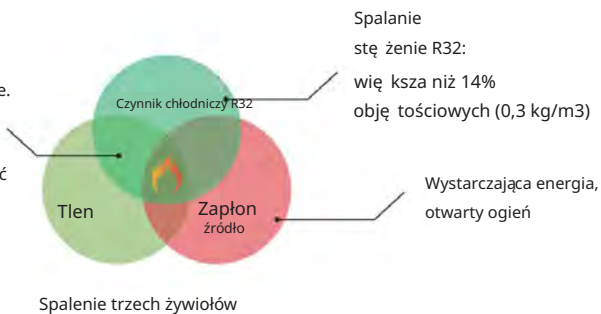 Spalanie
stę żenie R32:
wię ksza niż 14%
obję tościowych (0,3 kg/m3)
e.
Czynnik chłodniczy R32
ć
Tlen
Zapłon
źródło
Wystarczająca energia,
otwarty ogień
Spalenie trzech żywiołów